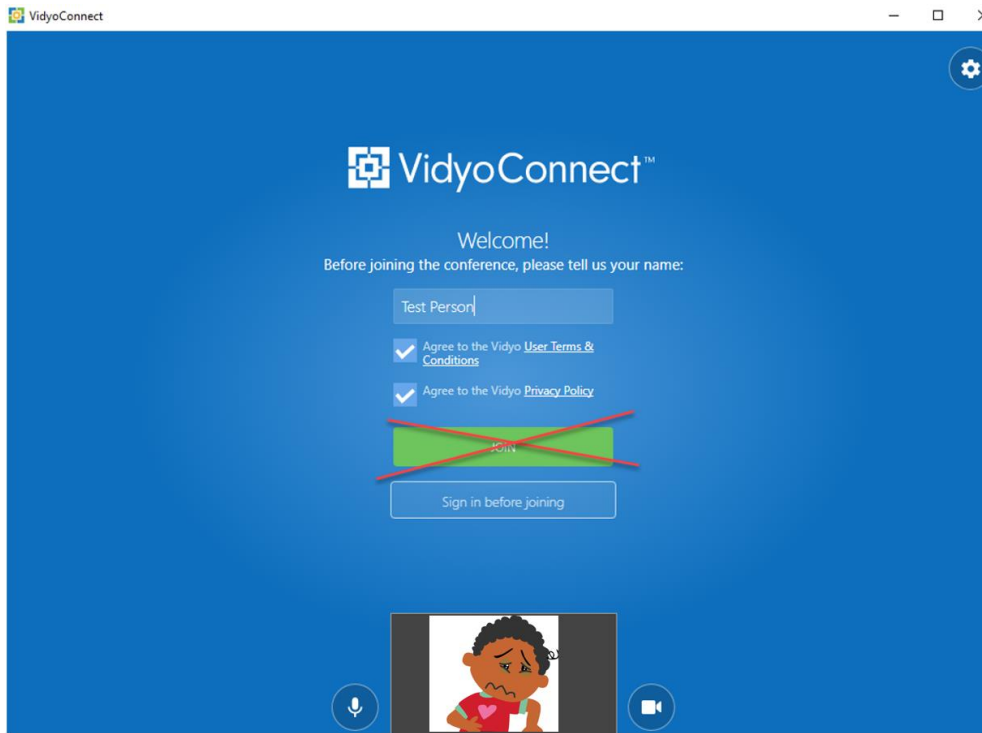 VidyoConnect
VidyoConnect™
Welcome!
Before joining the conference, please tell us your name:
Test Person
Agree to the Vidyo User Terms &
Conditions
Agree to the Vidyo Privacy Policy
JOIN
Sign in before joining